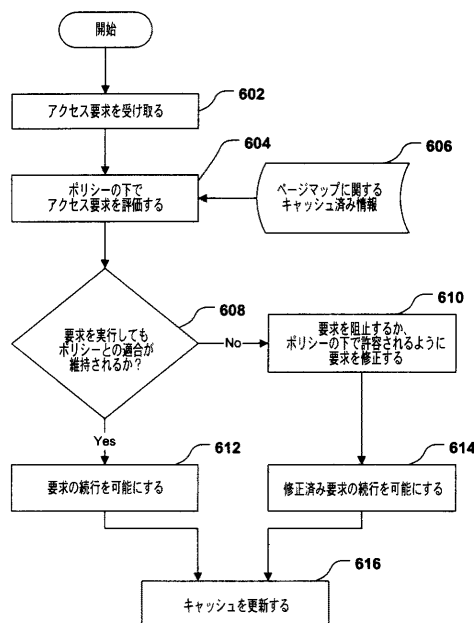 開始
602
アクセス要求を受け取る
604
606
ポリシーの下で
アクセス要求を評価する
ページマップに関する
キャッシュ済み情報
608
610
要求を実行しても
ポリシーとの適合が
維持されるか?
No
要求を阻止するか、
ポリシーの下で許容されるように
要求を修正する
Yes
612
614
要求の続行を可能にする
修正済み要求の続行を可能にする
616
キャッシュを更新する